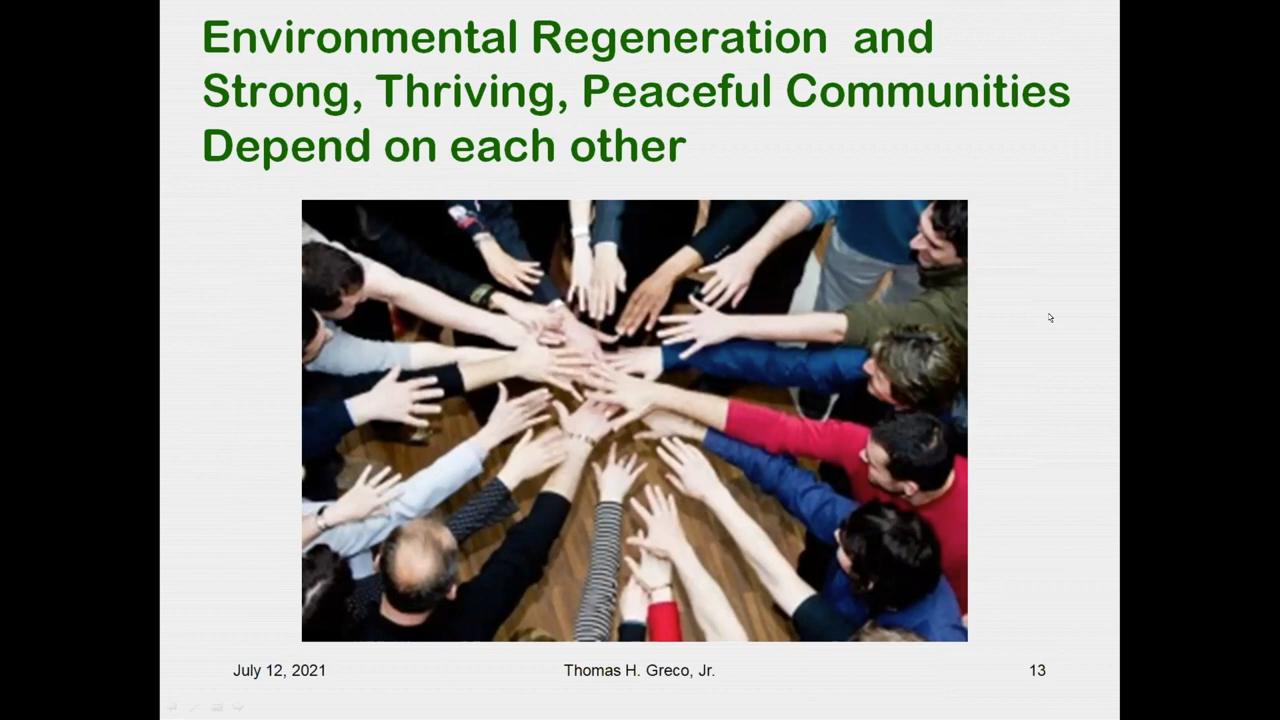 Environmental Regeneration  and
Strong, Thriving, Peaceful Communities
Depend on each other
July 12, 2021
Thomas H. Greco, Jr.
13